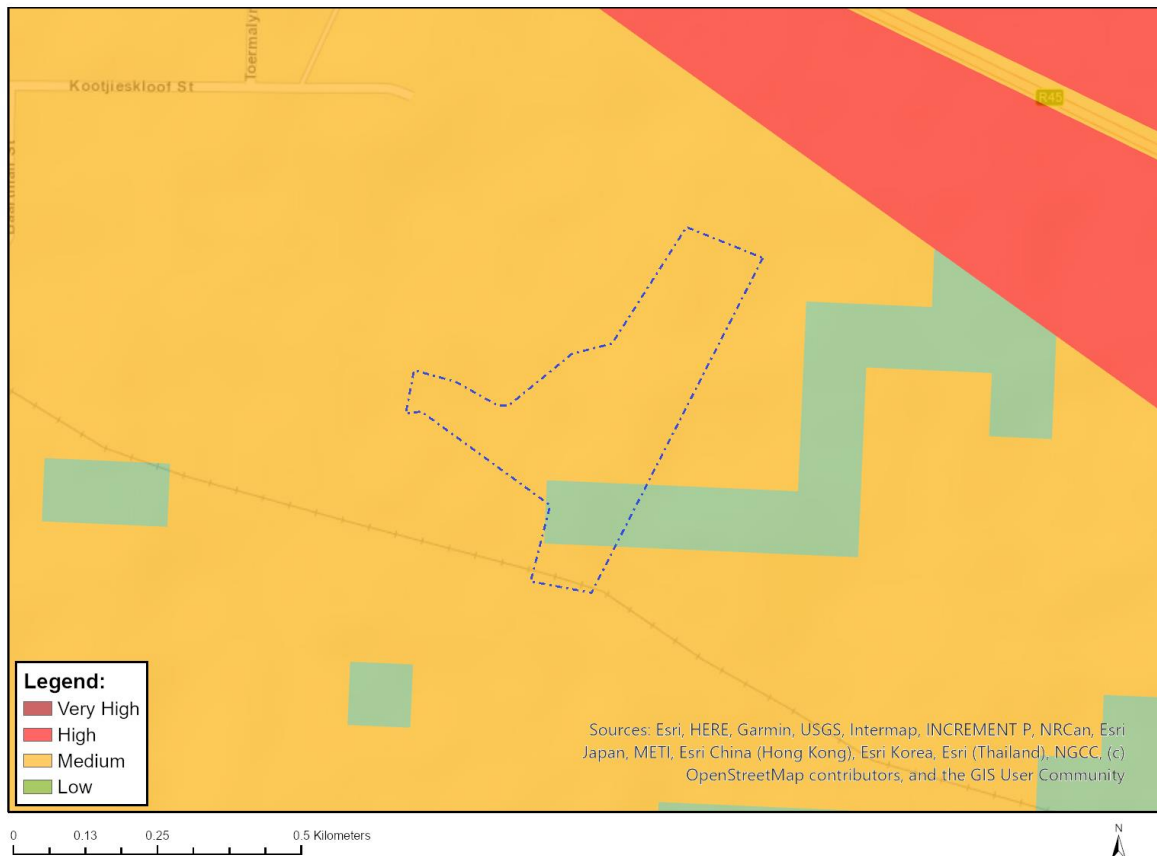 Toermalyn
Kootjieskloof St
R45
Legend:
Very High
High
Medium
Low
Sources: Esri, HERE, Garmin, USGS, Intermap, INCREMENT P, NRCan, Esri
Japan, METI, Esri China (Hong Kong), Esri Korea, Esri (Thailand), NGCC, (c)
OpenStreetMap contributors, and the GIS User Community
0 0.13 0.25 0.5 Kilometers
N